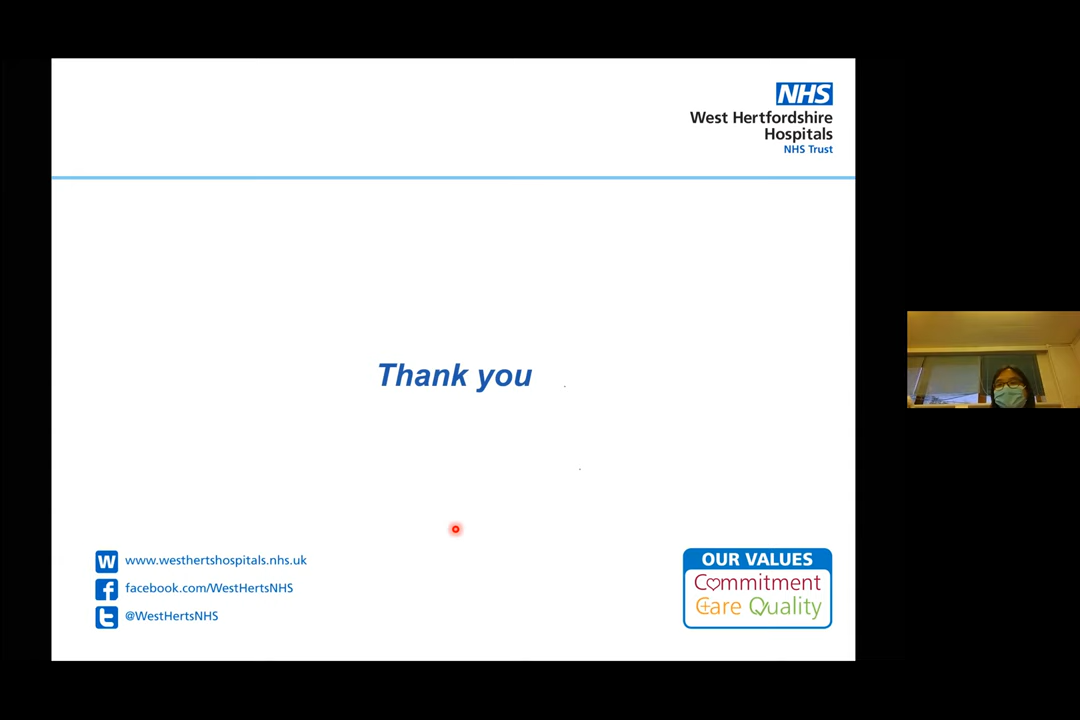 NHS
West Hertfordshire
Hospitals
NHS Trust
Thank you
W www.westhertshospitals.nhs.uk
f facebook.com/WestHertsNHS
t @WestHertsNHS
OUR VALUES
Commitment
Care Quality